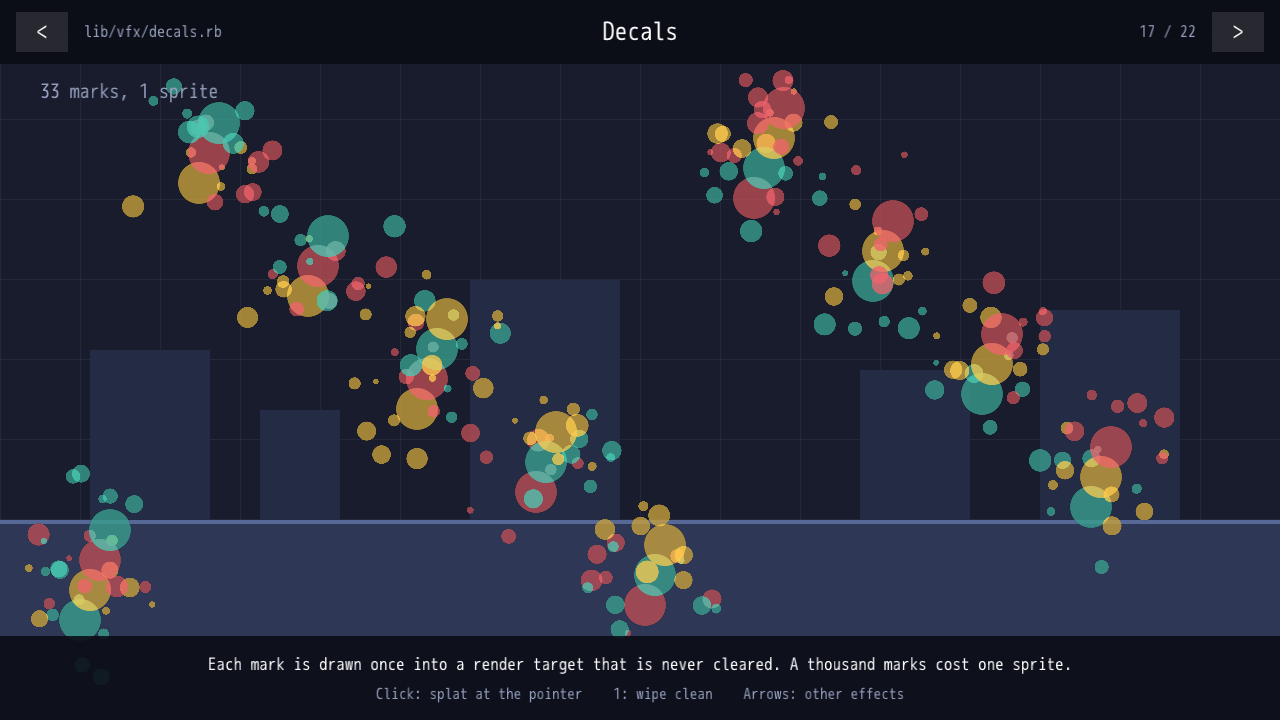 < lib/vfx/decals.rb Decals 17 / 22 >
33 marks, 1 sprite
Each mark is drawn once into a render target that is never cleared. A thousand marks cost one sprite.
Click: splat at the pointer 1: wipe clean Arrows: other effects